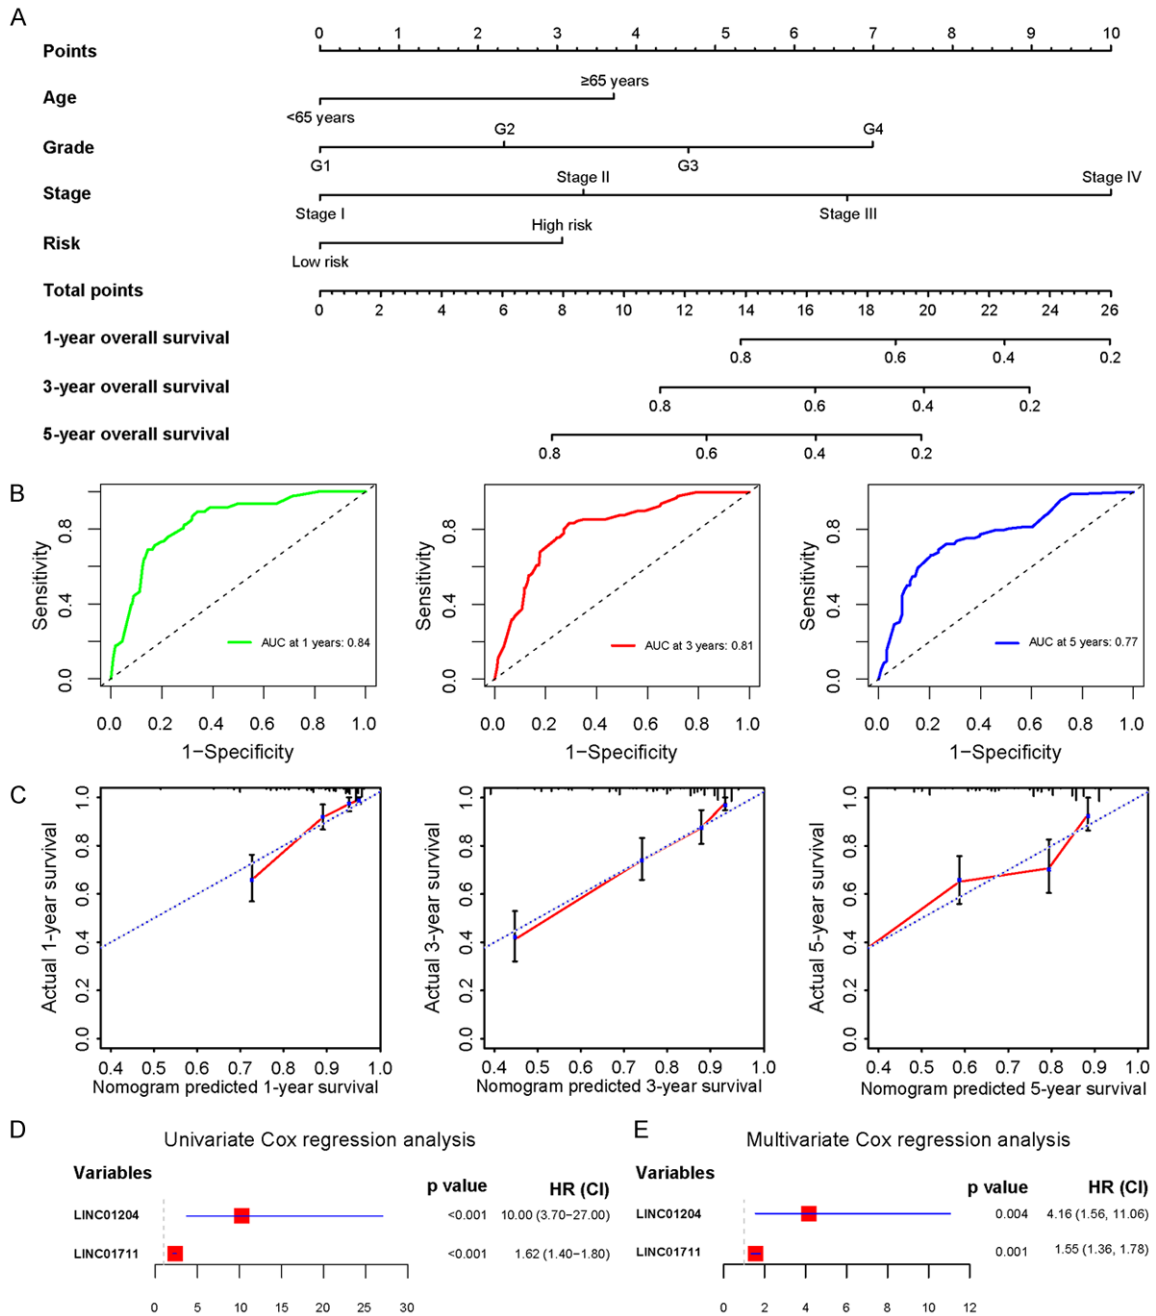 A
Points
0 1 2 3 4 5 6 7 8 9 10
Age
≥65 years
<65 years
Grade
G2 G4
G1 G3
Stage
Stage II Stage IV
Stage I Stage III
Risk
High risk
Low risk
Total points
0 2 4 6 8 10 12 14 16 18 20 22 24 26
1-year overall survival
0.8 0.6 0.4 0.2
3-year overall survival
0.8 0.6 0.4 0.2
5-year overall survival
0.8 0.6 0.4 0.2
B
Sensitivity
0.0 0.4 0.8
AUC at 1 years: 0.84
0.0 0.2 0.4 0.6 0.8 1.0
1−Specificity
Sensitivity
0.0 0.4 0.8
AUC at 3 years: 0.81
0.0 0.2 0.4 0.6 0.8 1.0
1−Specificity
Sensitivity
0.0 0.4 0.8
AUC at 5 years: 0.77
0.0 0.2 0.4 0.6 0.8 1.0
1−Specificity
C
Actual 1-year survival
0.0 0.2 0.4 0.6 0.8 1.0
0.4 0.5 0.6 0.7 0.8 0.9 1.0
Nomogram predicted 1-year survival
Actual 3-year survival
0.0 0.2 0.4 0.6 0.8 1.0
0.4 0.5 0.6 0.7 0.8 0.9 1.0
Nomogram predicted 3-year survival
Actual 5-year survival
0.0 0.2 0.4 0.6 0.8 1.0
0.4 0.5 0.6 0.7 0.8 0.9 1.0
Nomogram predicted 5-year survival
D
Univariate Cox regression analysis
Variables
p value HR (CI)
LINC01204 <0.001 10.00 (3.70−27.00)
LINC01711 <0.001 1.62 (1.40−1.80)
0 5 10 15 20 25 30
E
Multivariate Cox regression analysis
Variables
p value HR (CI)
LINC01204 0.004 4.16 (1.56, 11.06)
LINC01711 0.001 1.55 (1.36, 1.78)
0 2 4 6 8 10 12